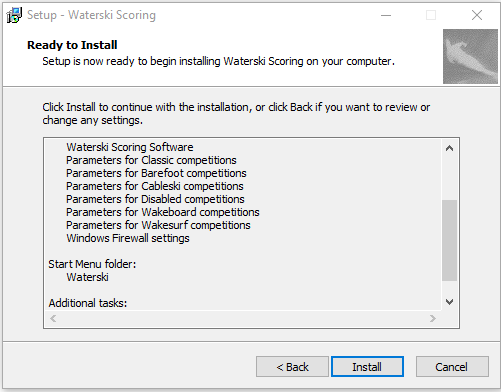 Setup - Waterski Scoring
Ready to Install
Setup is now ready to begin installing Waterski Scoring on your computer.
Click Install to continue with the installation, or click Back if you want to review or
change any settings.
Waterski Scoring Software
Parameters for Classic competitions
Parameters for Barefoot competitions
Parameters for Cableski competitions
Parameters for Disabled competitions
Parameters for Wakeboard competitions
Parameters for Wakesurf competitions
Windows Firewall settings
Start Menu folder:
Waterski
Additional tasks:
< Back
Install
Cancel